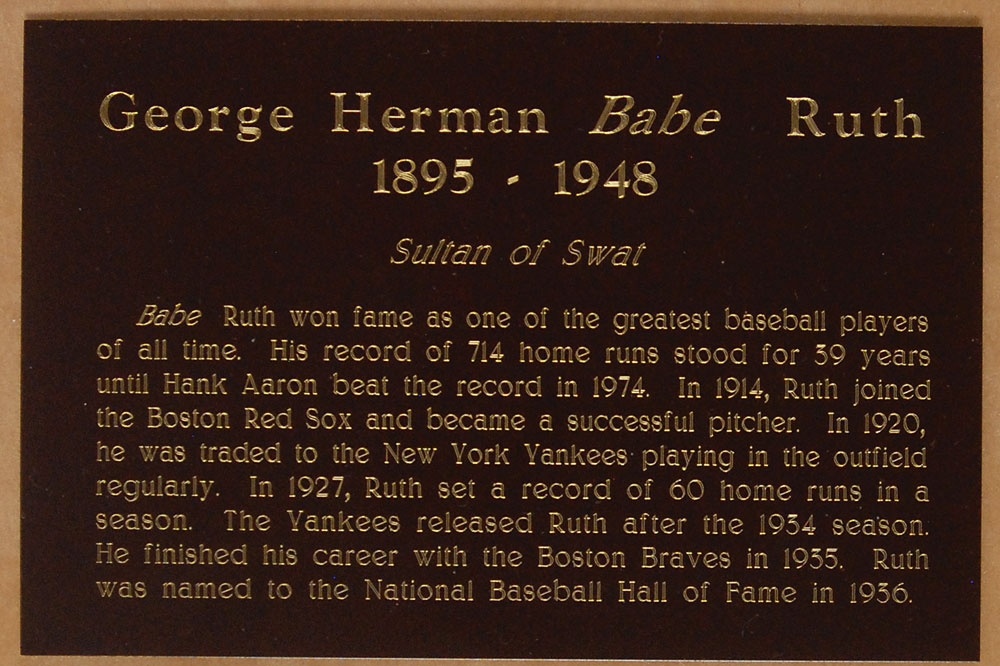 George Herman Babe Ruth
1895 - 1948
Sultan of Swat
Babe Ruth won fame as one of the greatest baseball players
of all time. His record of 714 home runs stood for 39 years
until Hank Aaron beat the record in 1974. In 1914, Ruth joined
the Boston Red Sox and became a successful pitcher. In 1920,
he was traded to the New York Yankees playing in the outfield
regularly. In 1927, Ruth set a record of 60 home runs in a
season. The Yankees released Ruth after the 1934 season.
He finished his career with the Boston Braves in 1935. Ruth
was named to the National Baseball Hall of Fame in 1936.